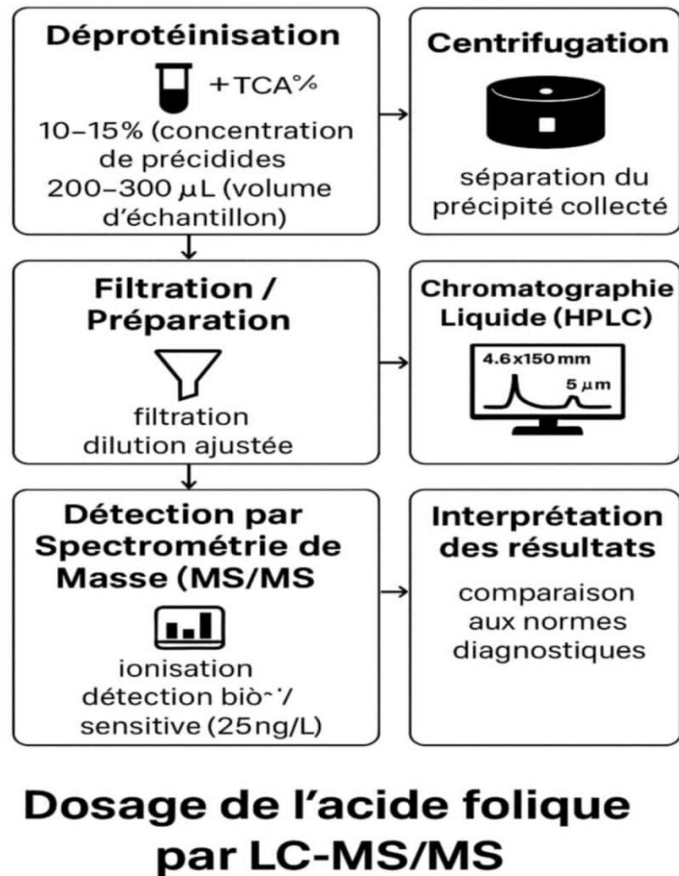 Déprotéinisation
+TCA%
10–15% (concentration
de précidides
200–300 µL (volume
d'échantillon)
Centrifugation
séparation du
précipité collecté
Filtration /
Préparation
filtration
dilution ajustée
Chromatographie
Liquide (HPLC)
4.6x150 mm
5 µm
Détection par
Spectrométrie de
Masse (MS/MS
ionisation
détection
sensitive (25ng/L)
Interprétation
des résultats
comparaison
aux normes
diagnostiques
Dosage de l'acide folique
par LC-MS/MS